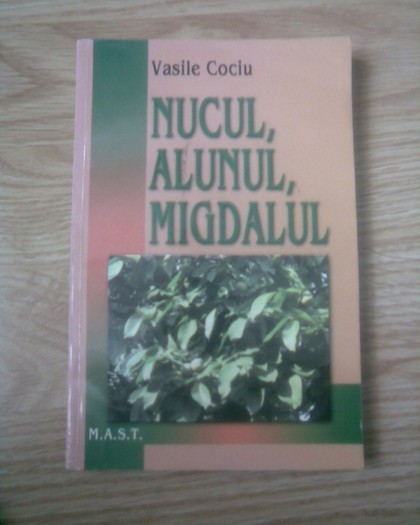 Vasile Cociu
NUCUL,
ALUNUL,
MIGDALUL
M.A.S.T.